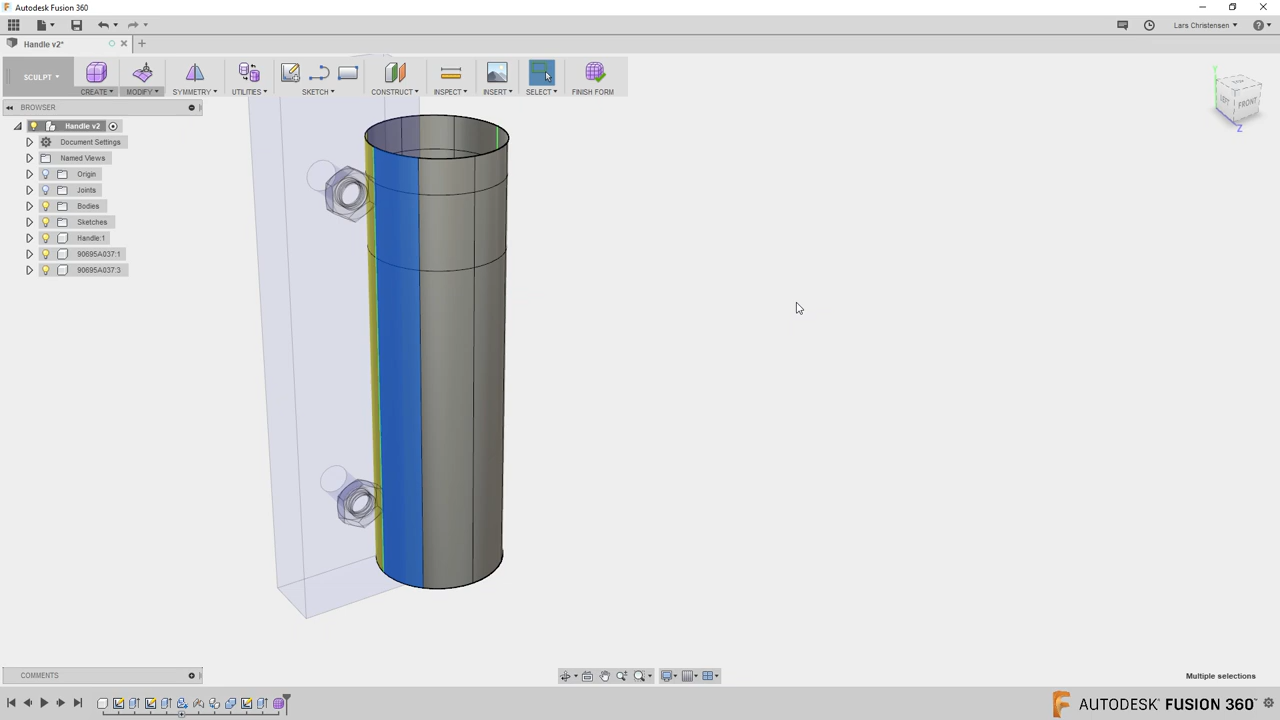 Autodesk Fusion 360
Lars Christensen
Handle v2*
SCULPT
CREATE
MODIFY
SYMMETRY
UTILITIES
SKETCH
CONSTRUCT
INSPECT
INSERT
SELECT
FINISH FORM
BROWSER
Handle v2
Document Settings
Named Views
Origin
Joints
Bodies
Sketches
Handle:1
90695A037:1
90695A037:3
FRONT
COMMENTS
Multiple selections
AUTODESK® FUSION 360™